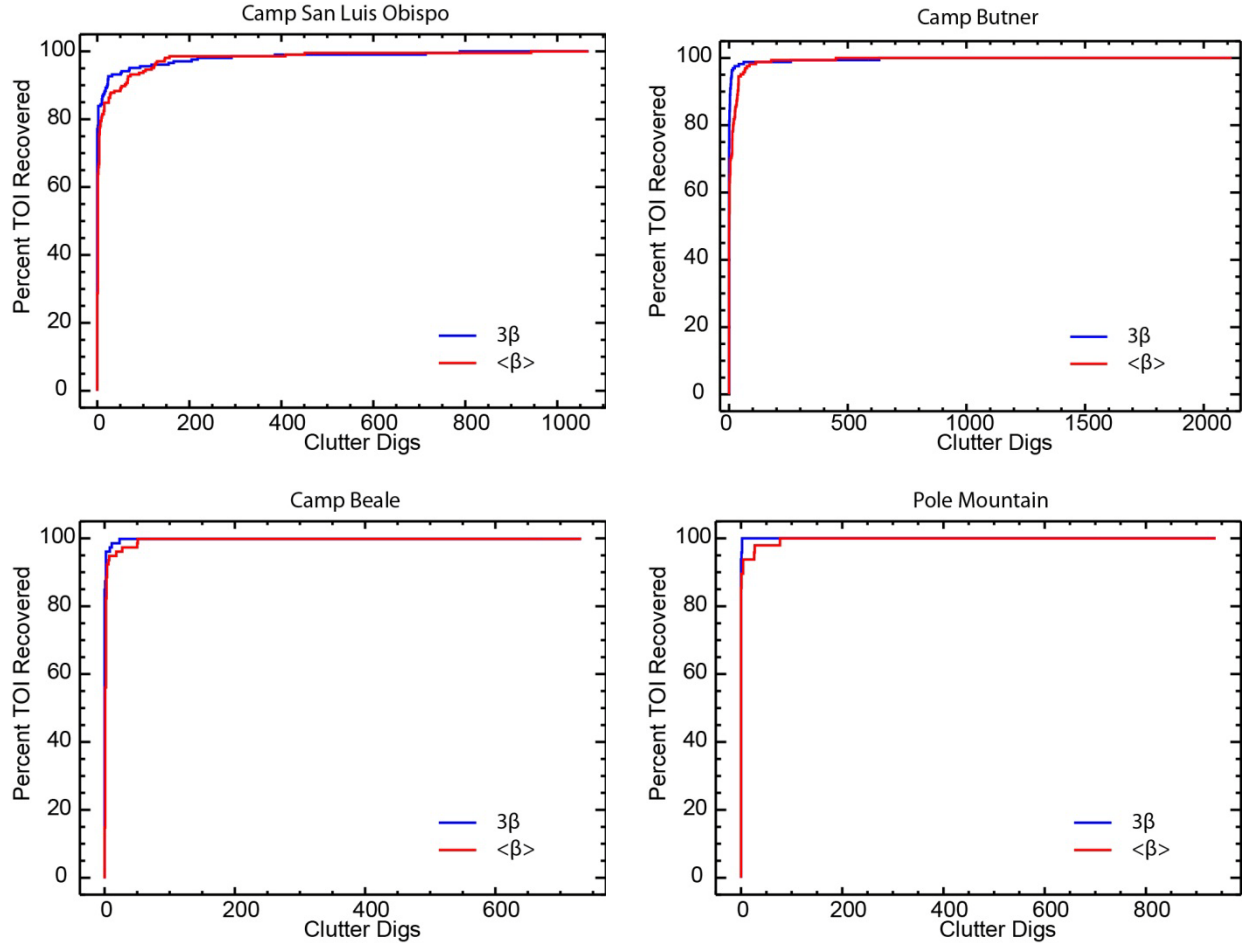 Camp San Luis Obispo
Percent TOI Recovered
100
80
60
40
20
0
3β
<β>
0 200 400 600 800 1000
Clutter Digs
Camp Butner
Percent TOI Recovered
100
80
60
40
20
0
3β
<β>
0 500 1000 1500 2000
Clutter Digs
Camp Beale
Percent TOI Recovered
100
80
60
40
20
0
3β
<β>
0 200 400 600
Clutter Digs
Pole Mountain
Percent TOI Recovered
100
80
60
40
20
0
3β
<β>
0 200 400 600 800
Clutter Digs